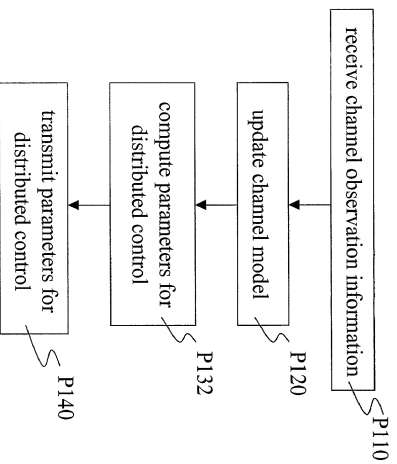 receive channel observation information
P110
update channel model
P120
compute parameters for
distributed control
P132
transmit parameters for
distributed control
P140